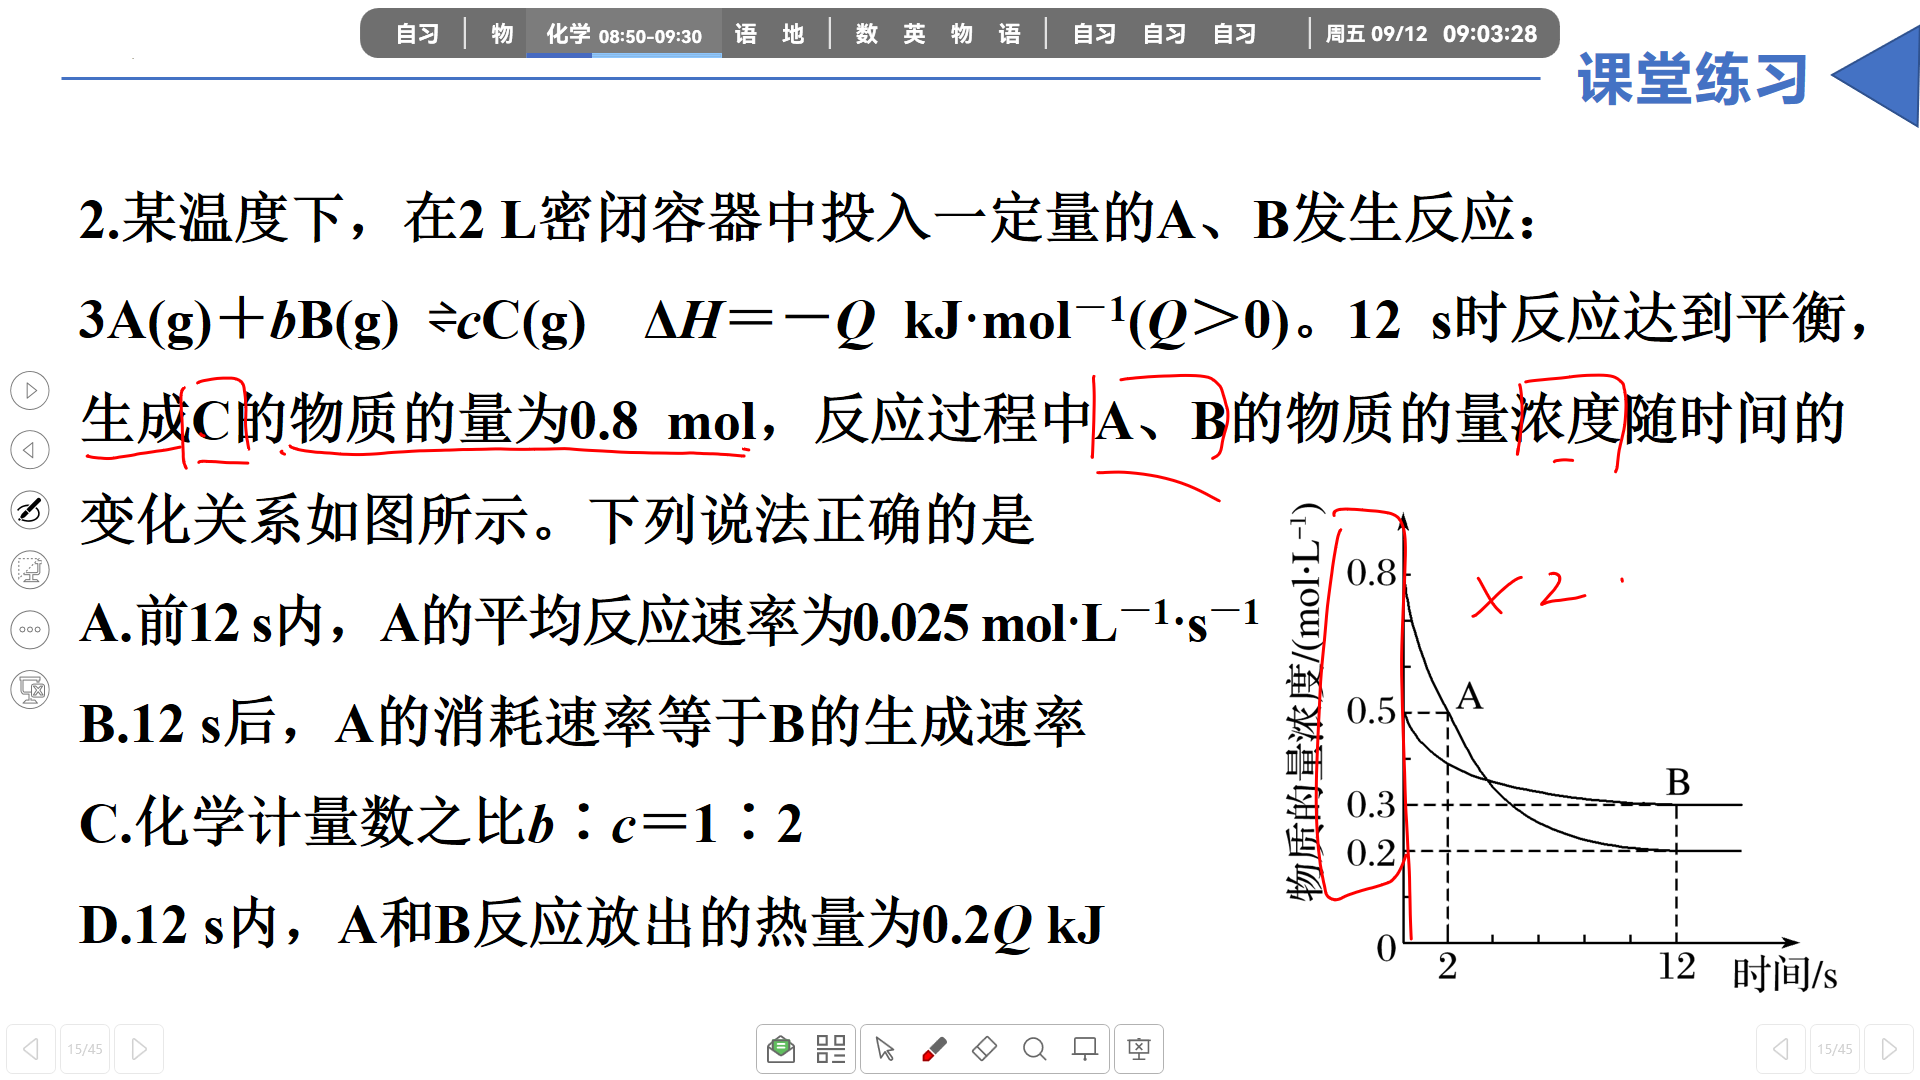 自习 物 化学 08:50-09:30 语 地 数 英 物 语 自习 自习 自习 周五 09/12 09:03:28
课堂练习
2.某温度下，在2 L密闭容器中投入一定量的A、B发生反应：
3A(g)＋bB(g) ⇌cC(g) ΔH＝－Q kJ·mol⁻¹(Q＞0)。12 s时反应达到平衡，
生成C的物质的量为0.8 mol，反应过程中A、B的物质的量浓度随时间的
变化关系如图所示。下列说法正确的是
A.前12 s内，A的平均反应速率为0.025 mol·L⁻¹·s⁻¹
B.12 s后，A的消耗速率等于B的生成速率
C.化学计量数之比b∶c＝1∶2
D.12 s内，A和B反应放出的热量为0.2Q kJ
物质的量浓度/(mol·L⁻¹)
0.8
×2
0.5
A
B
0.3
0.2
0
2
12
时间/s
15/45
15/45